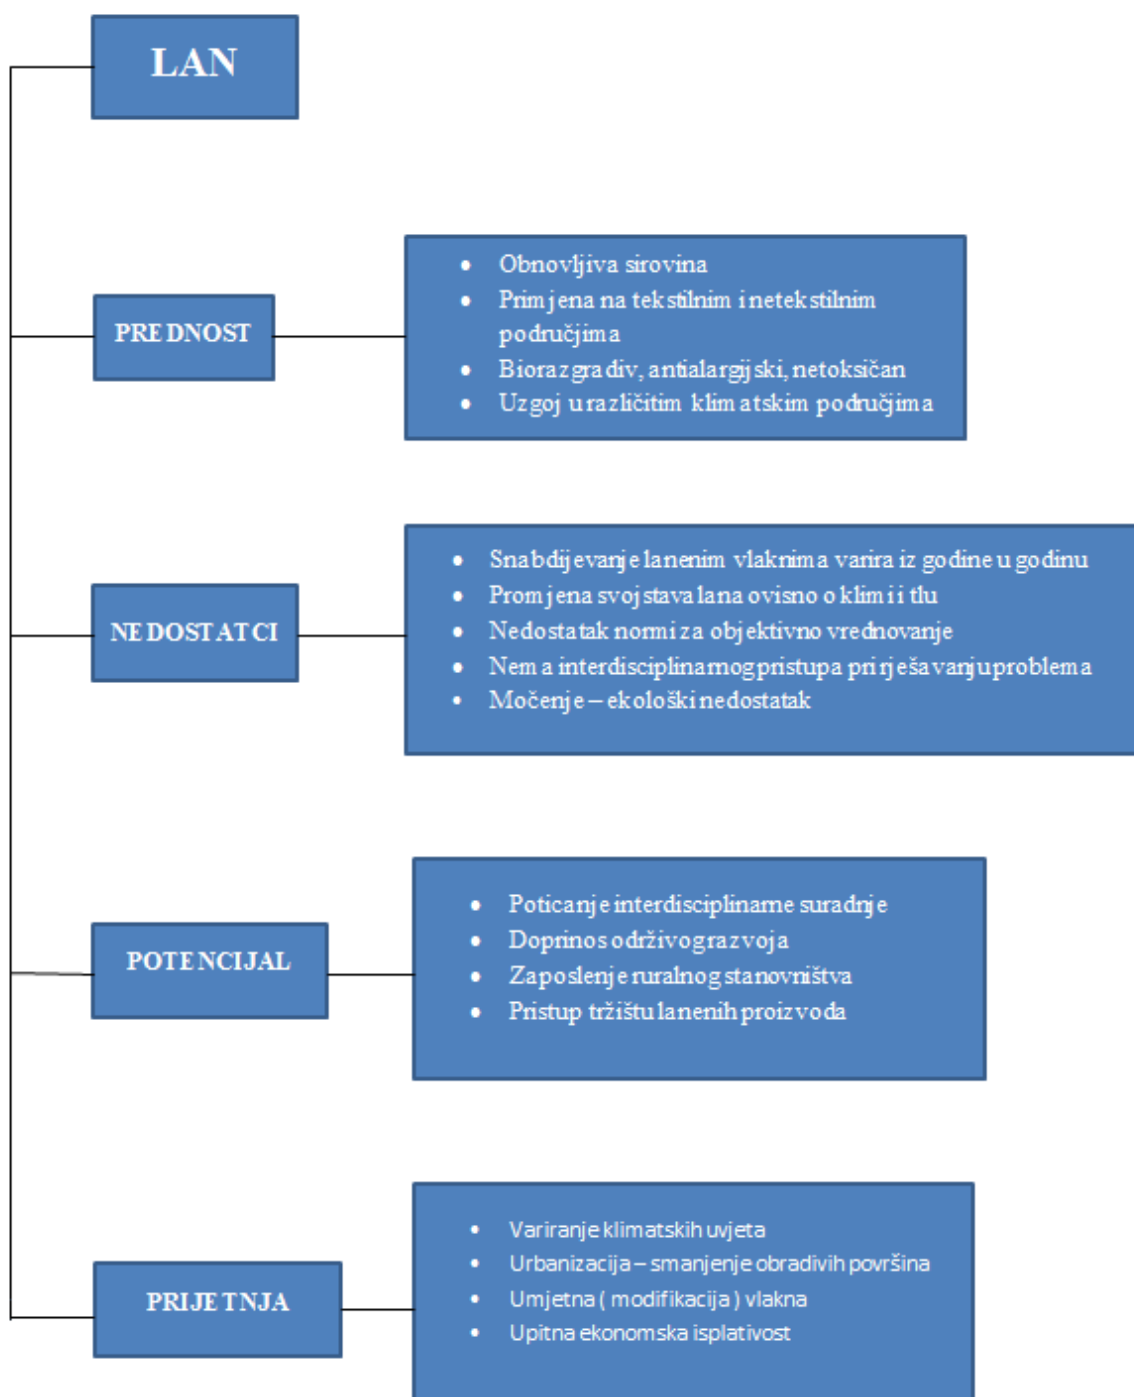 LAN
PREDNOST
• Obnovljiva sirovina
• Primjena na tekstilnim i netekstilnim
područjima
• Biorazgradiv, antialargijski, netoksičan
• Uzgoj u različitim klimatskim područjima
NEDOSTATCI
• Snabdijevanje lanenim vlaknima varira iz godine u godinu
• Promjena svojstava lana ovisno o klimi i tlu
• Nedostatak normi za objektivno vrednovanje
• Nema interdisciplinarnog pristupa pri rješavanju problema
• Močenje – ekološki nedostatak
POTENCIJAL
• Poticanje interdisciplinarne suradnje
• Doprinos održivog razvoja
• Zaposlenje ruralnog stanovništva
• Pristup tržištu lanenih proizvoda
PRIJETNJA
• Variranje klimatskih uvjeta
• Urbanizacija – smanjenje obradivih površina
• Umjetna ( modifikacija ) vlakna
• Upitna ekonomska isplativost